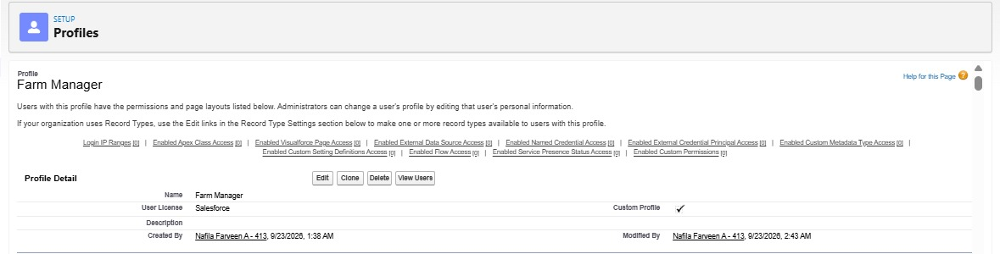 SETUP
Profiles
Profile
Farm Manager
Help for this Page ?
Users with this profile have the permissions and page layouts listed below. Administrators can change a user's profile by editing that user's personal information.
If your organization uses Record Types, use the Edit links in the Record Type Settings section below to make one or more record types available to users with this profile.
Login IP Ranges [0] | Enabled Apex Class Access [0] | Enabled Visualforce Page Access [0] | Enabled External Data Source Access [0] | Enabled Named Credential Access [0] | Enabled External Credential Principal Access [0] | Enabled Custom Metadata Type Access [0] |
Enabled Custom Setting Definitions Access [0] | Enabled Flow Access [0] | Enabled Service Presence Status Access [0] | Enabled Custom Permissions [0]
Profile Detail Edit Clone Delete View Users
Name Farm Manager
User License Salesforce Custom Profile ✓
Description
Created By Nafila Farveen A - 413, 9/23/2026, 1:38 AM Modified By Nafila Farveen A - 413, 9/23/2026, 2:43 AM